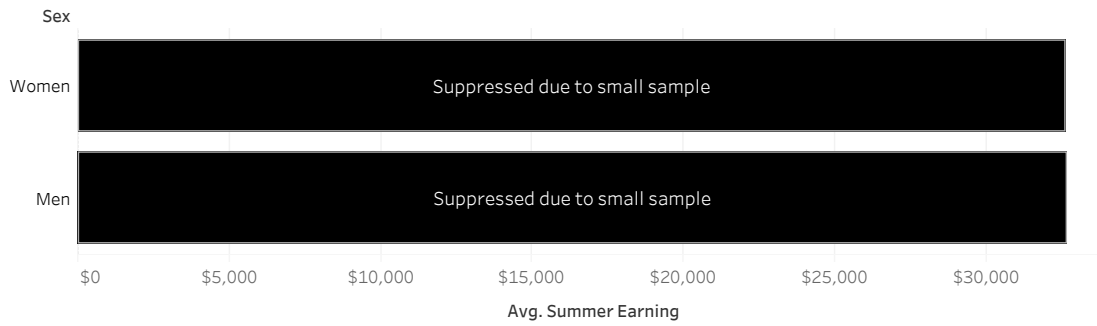 Sex
Women
Suppressed due to small sample
Men
Suppressed due to small sample
$0 $5,000 $10,000 $15,000 $20,000 $25,000 $30,000
Avg. Summer Earning